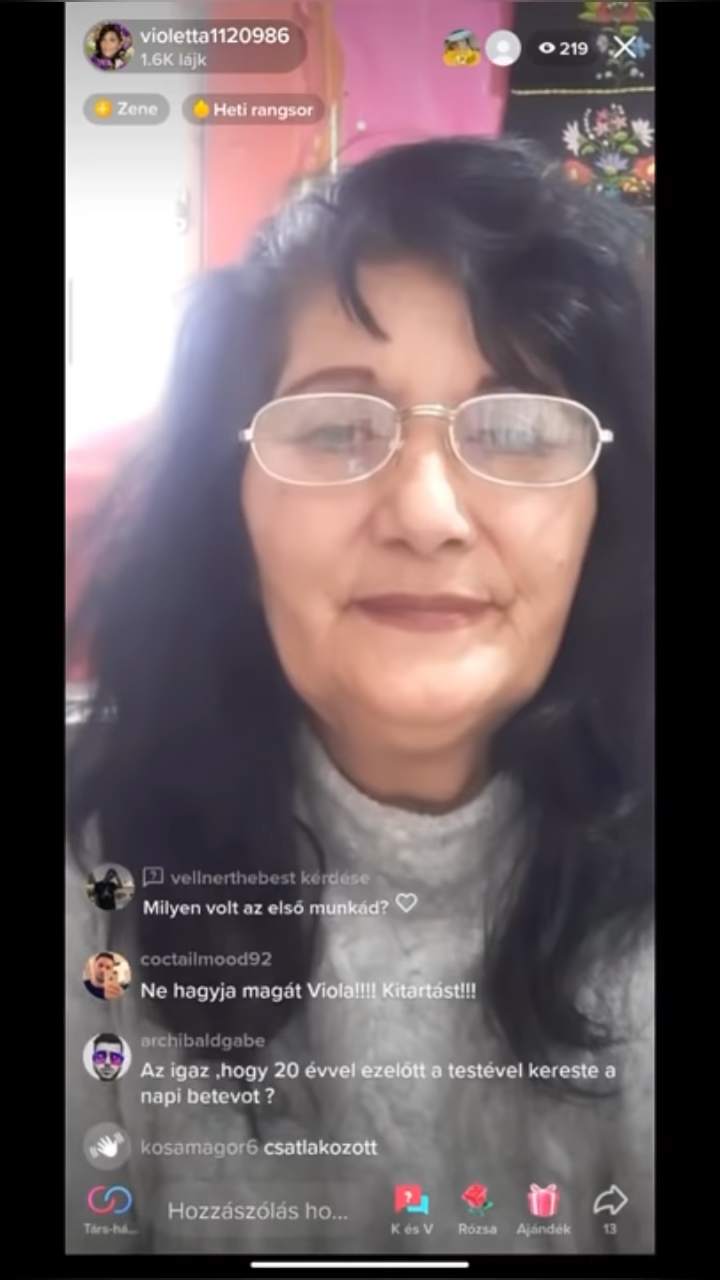 violetta1120986
1.6K lájk
219
Zene
Heti rangsor
vellnerthebest kérdése
Milyen volt az első munkád?
coctailmood92
Ne hagyja magát Viola!!!! Kitartást!!!
archibaldgabe
Az igaz ,hogy 20 évvel ezelőtt a testével kereste a
napi betevot ?
kosamagor6 csatlakozott
Hozzászólás ho...
Társ-há...
K és V
Rózsa
Ajándék
13